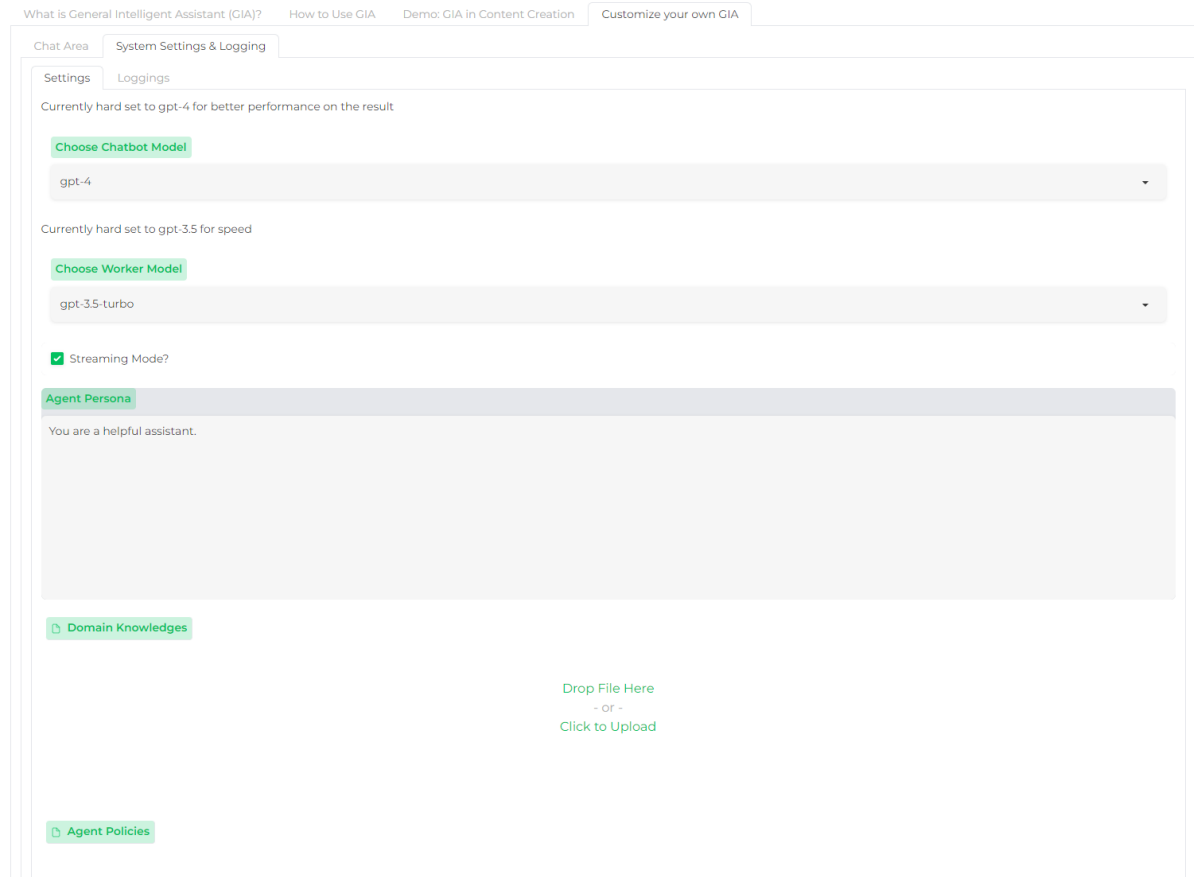 What is General Intelligent Assistant (GIA)? How to Use GIA Demo: GIA in Content Creation Customize your own GIA
Chat Area System Settings & Logging
Settings Loggings
Currently hard set to gpt-4 for better performance on the result
Choose Chatbot Model
gpt-4
Currently hard set to gpt-3.5 for speed
Choose Worker Model
gpt-3.5-turbo
Streaming Mode?
Agent Persona
You are a helpful assistant.
Domain Knowledges
Drop File Here
- or -
Click to Upload
Agent Policies